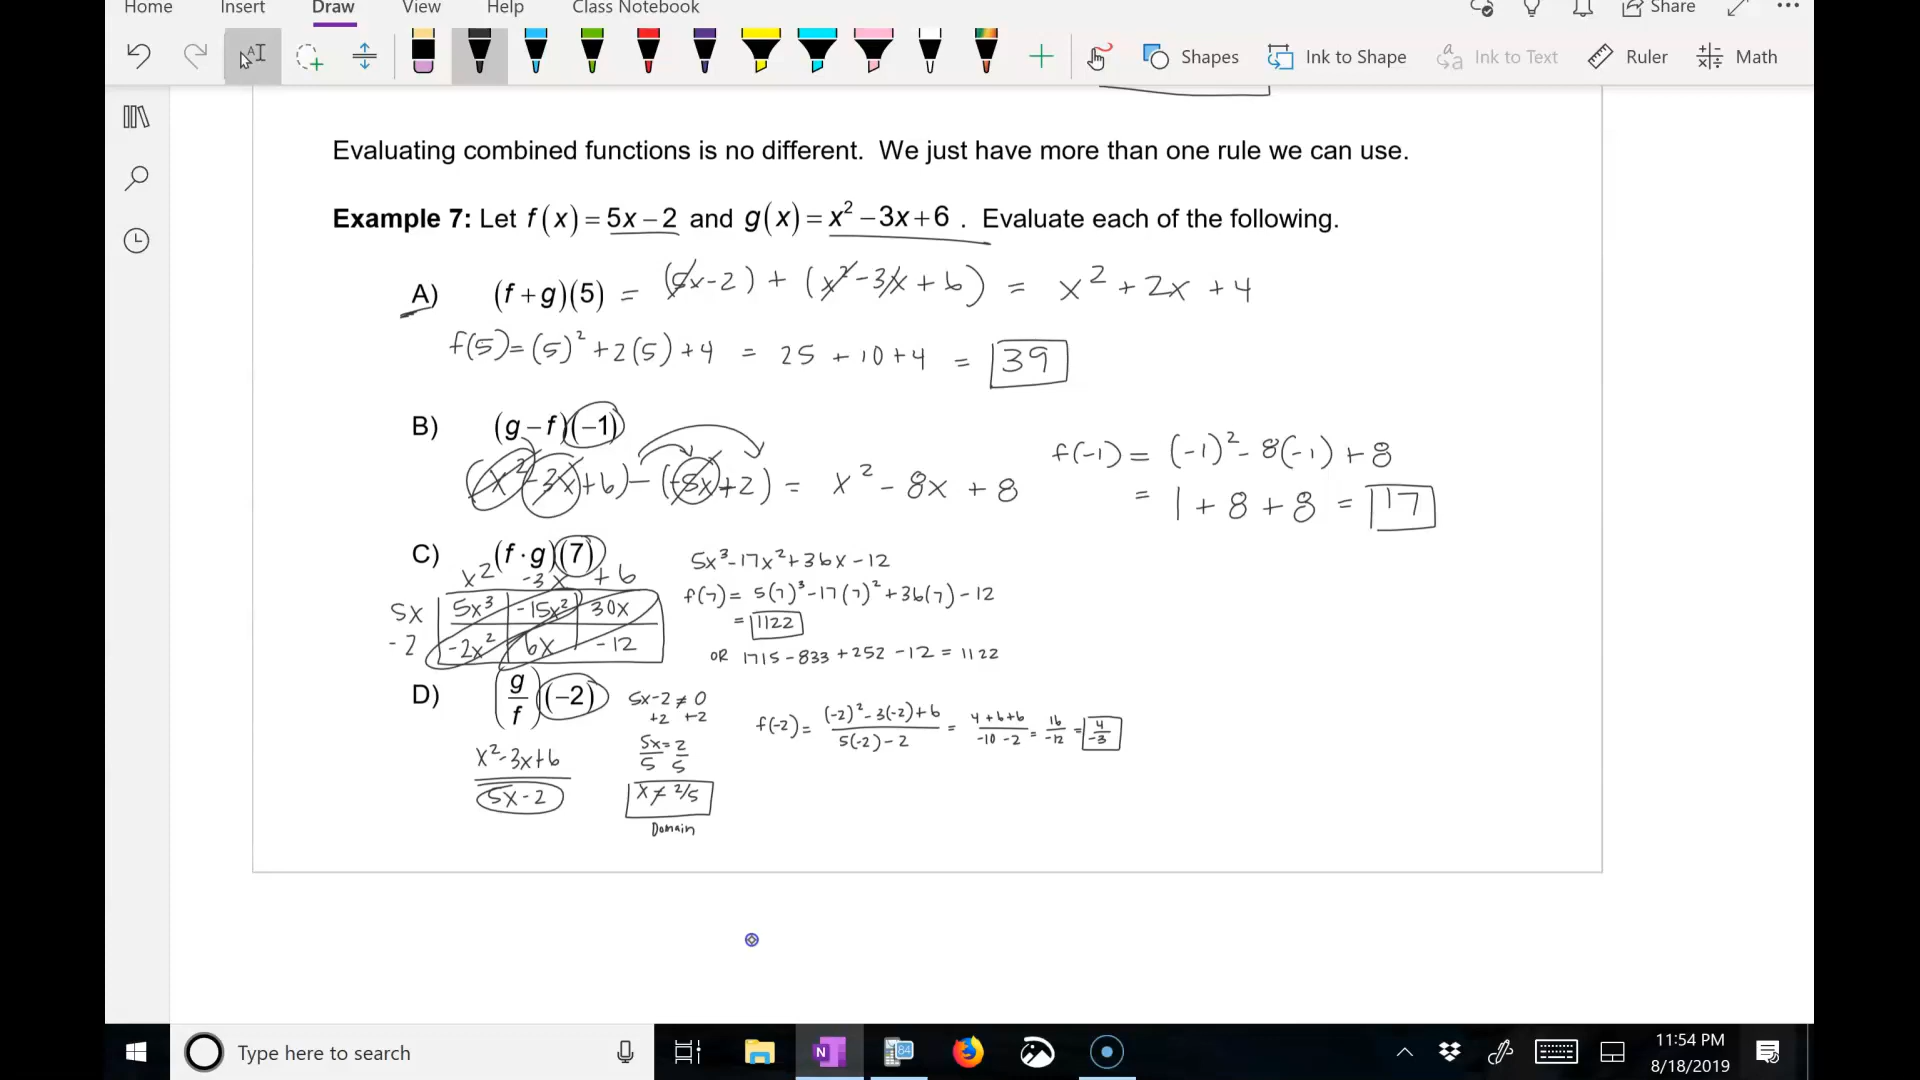 Home Insert Draw View Help Class Notebook Share
Shapes Ink to Shape Ink to Text Ruler Math
Evaluating combined functions is no different. We just have more than one rule we can use.
Example 7: Let f(x) = 5x − 2 and g(x) = x² − 3x + 6 . Evaluate each of the following.
A) (f + g)(5) = (5x - 2) + (x² - 3x + 6) = x² + 2x + 4
f(5) = (5)² + 2(5) + 4 = 25 + 10 + 4 = 39
B) (g − f)(−1)
(x² - 3x + 6) - (-5x + 2) = x² - 8x + 8
f(-1) = (-1)² - 8(-1) + 8
= 1 + 8 + 8 = 17
C) (f · g)(7)
x² -3x +6
5x 5x³ -15x² 30x
-2 -2x² 6x -12
5x³ - 17x² + 36x - 12
f(7) = 5(7)³ - 17(7)² + 36(7) - 12
= 1122
OR 1715 - 833 + 252 - 12 = 1122
D) (g/f)(−2)
x² - 3x + 6
5x - 2
5x - 2 ≠ 0
+2 +2
5x = 2
5 5
x ≠ 2/5
Domain
f(-2) = (-2)² - 3(-2) + 6 / 5(-2) - 2 = 4 + 6 + 6 / -10 - 2 = 16 / -12 = 4 / -3
Type here to search
84
N
11:54 PM
8/18/2019